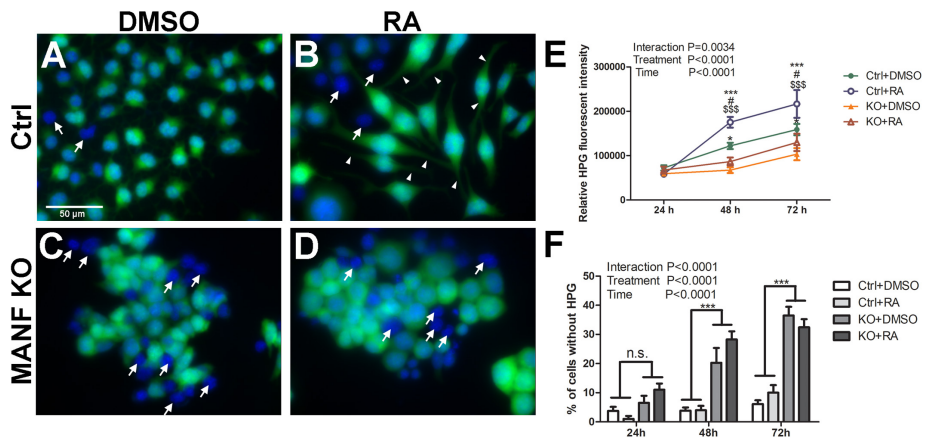 DMSO RA
Ctrl
MANF KO
A
B
C
D
50 µm
E
Interaction P=0.0034
Treatment P<0.0001
Time P<0.0001
Relative HPG fluorescent intensity
300000
200000
100000
0
24 h 48 h 72 h
***
#
$$$
*
***
#
$$$
*
Ctrl+DMSO
Ctrl+RA
KO+DMSO
KO+RA
F
Interaction P<0.0001
Treatment P<0.0001
Time P<0.0001
% of cells without HPG
50
40
30
20
10
0
24h 48h 72h
n.s.
***
***
Ctrl+DMSO
Ctrl+RA
KO+DMSO
KO+RA